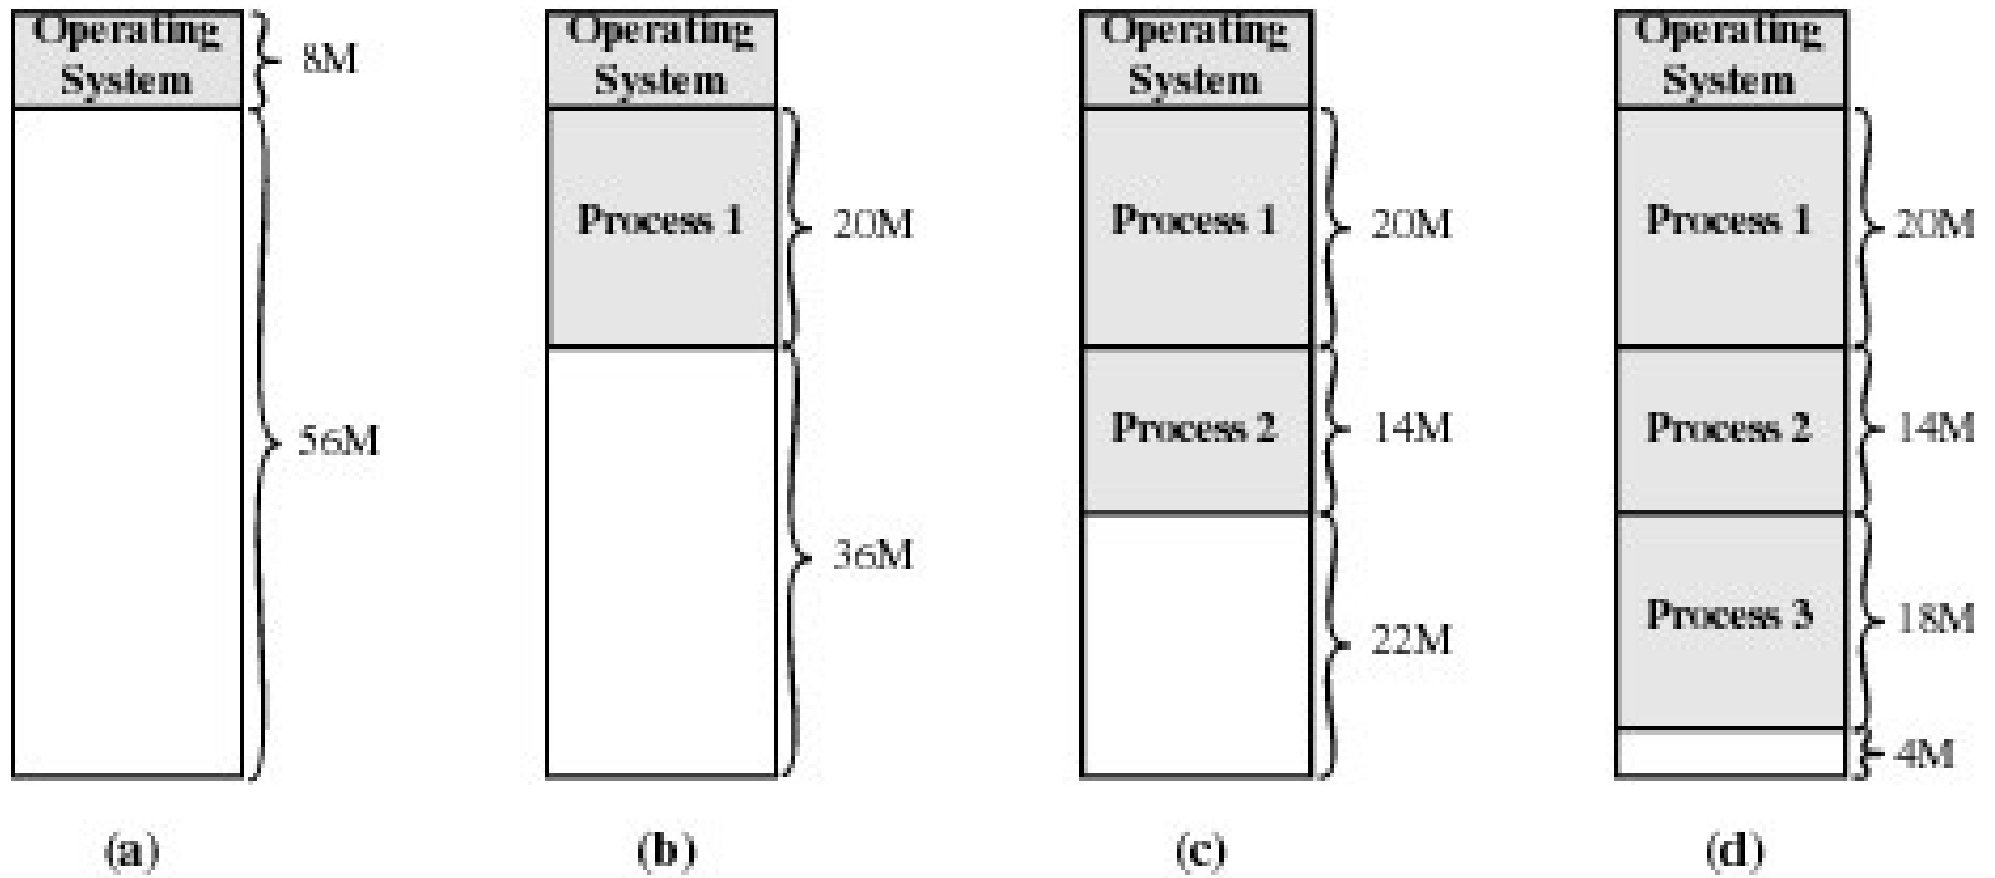 Operating
System
8M
56M
(a)
Operating
System
Process 1
20M
36M
(b)
Operating
System
Process 1
20M
Process 2
14M
22M
(c)
Operating
System
Process 1
20M
Process 2
14M
Process 3
18M
4M
(d)